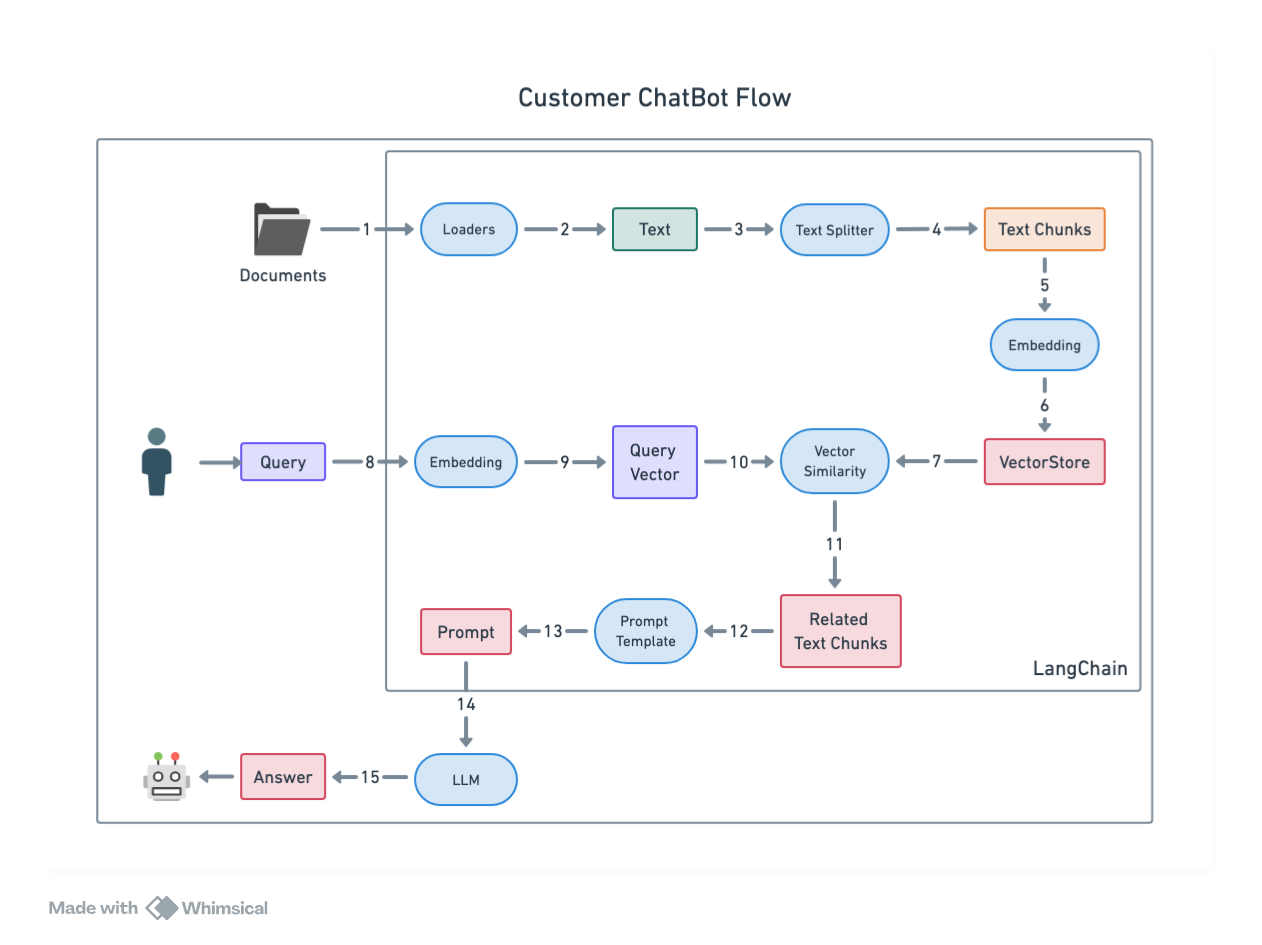 Customer ChatBot Flow
1
Loaders
2
Text
3
Text Splitter
4
Text Chunks
Documents
5
Embedding
6
Query
8
Embedding
9
Query
Vector
10
Vector
Similarity
7
VectorStore
11
Prompt
13
Prompt
Template
12
Related
Text Chunks
LangChain
14
Answer
15
LLM
Made with Whimsical